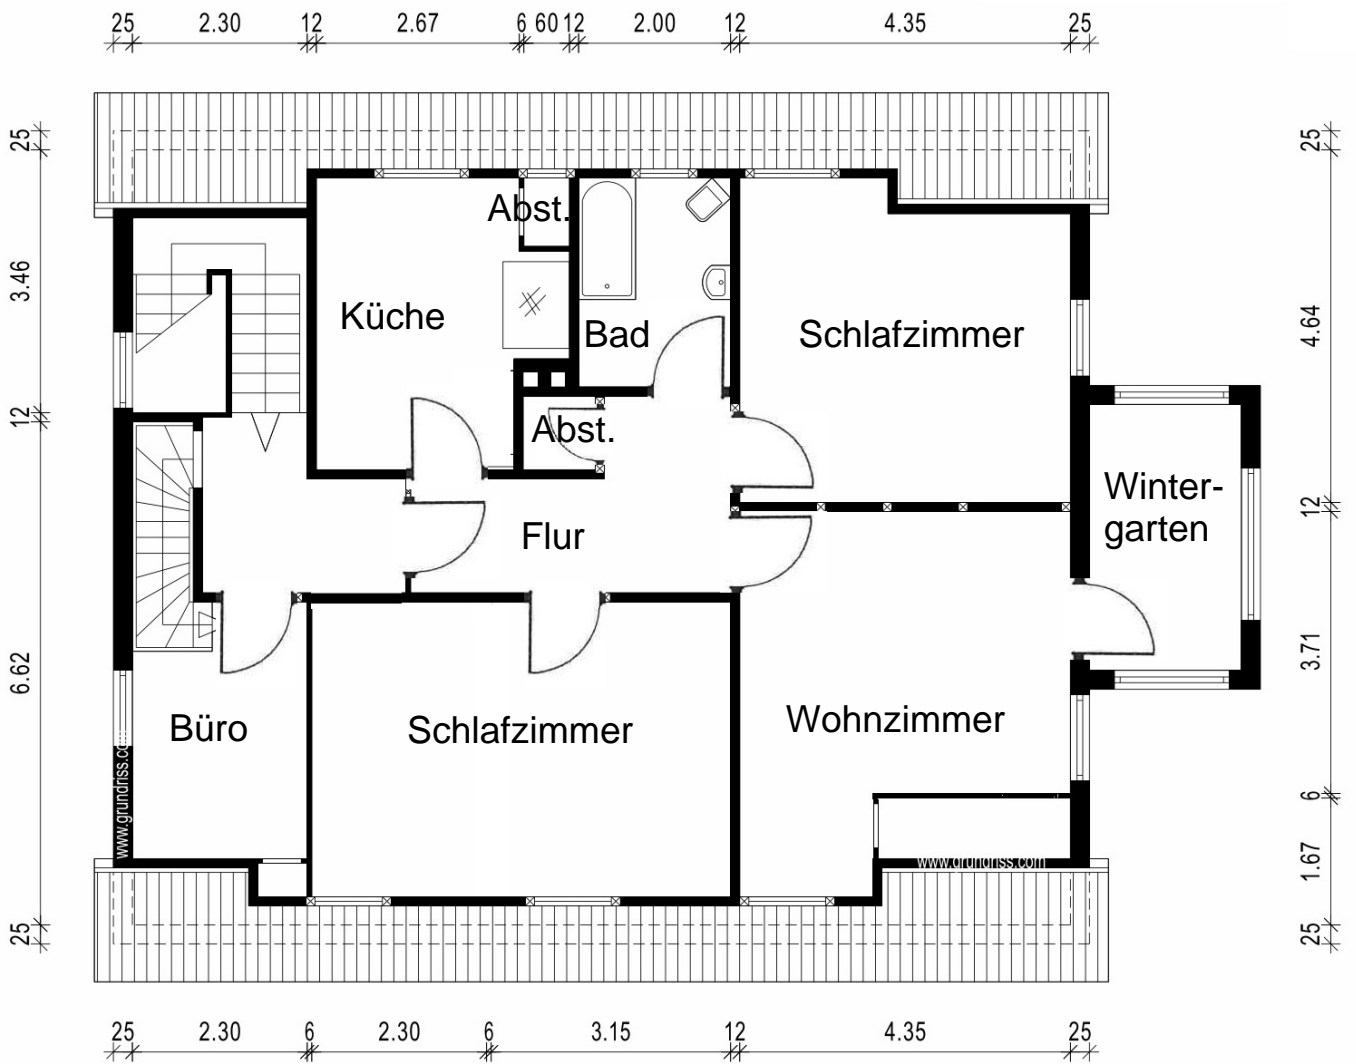 25 2.30 12 2.67 6 60 12 2.00 12 4.35 25
25
25
Abst.
3.46
Küche
Bad
Schlafzimmer
4.64
12
Abst.
Winter-
garten
12
Flur
6.62
3.71
Büro
Schlafzimmer
Wohnzimmer
www.grundriss.com
6
www.grundriss.com
1.67
25
25
25 2.30 6 2.30 6 3.15 12 4.35 25